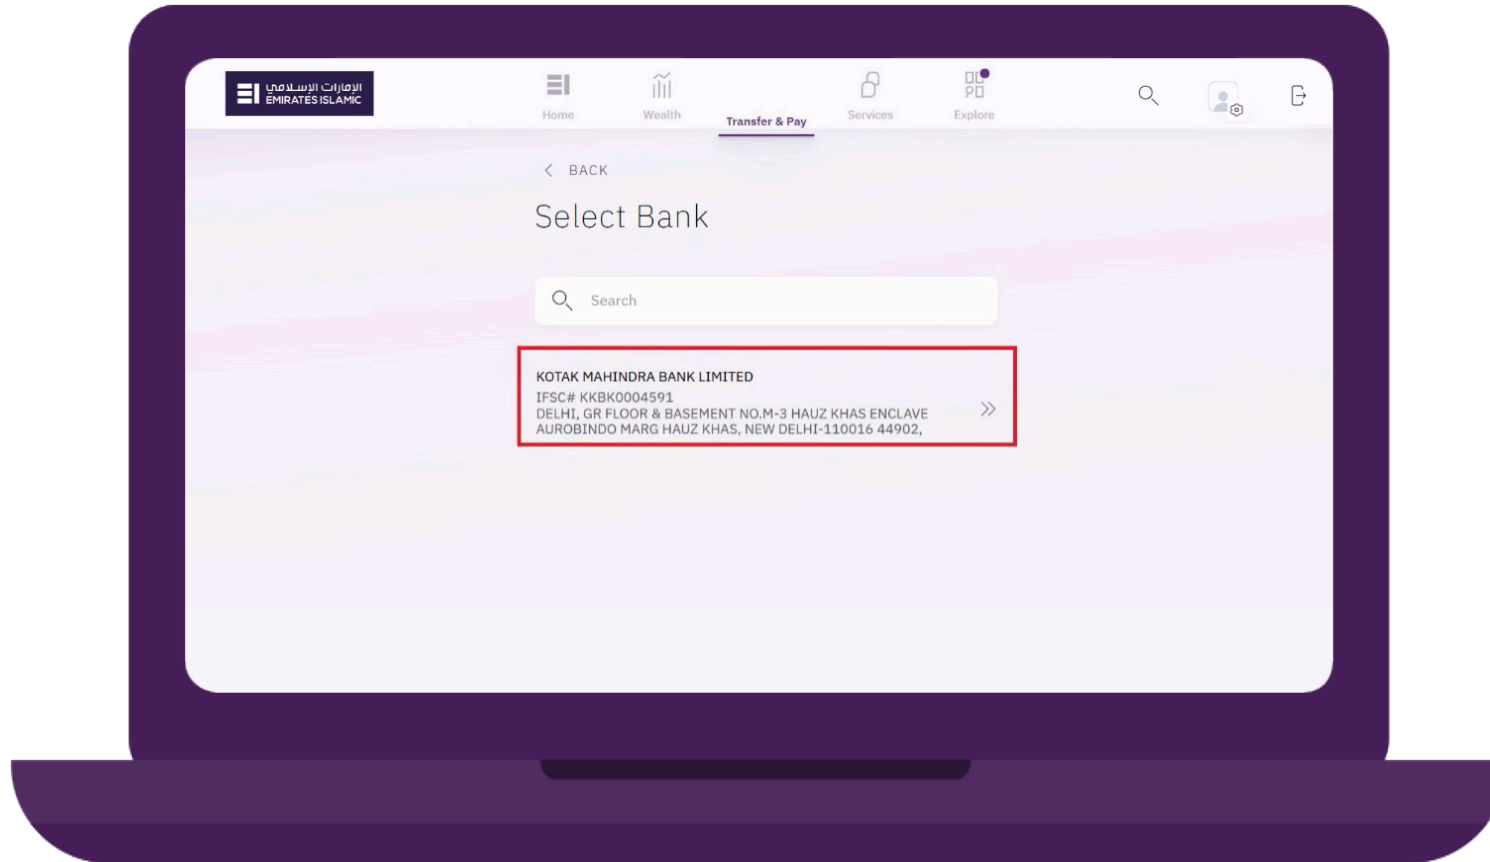 الإمارات الإسلامي
EMIRATES ISLAMIC
Home
Wealth
Transfer & Pay
Services
Explore
BACK
Select Bank
Search
KOTAK MAHINDRA BANK LIMITED
IFSC# KKBK0004591
DELHI, GR FLOOR & BASEMENT NO.M-3 HAUZ KHAS ENCLAVE
AUROBINDO MARG HAUZ KHAS, NEW DELHI-110016 44902,